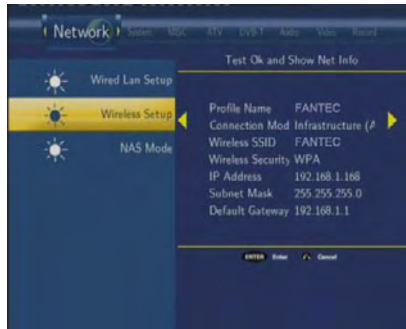 Network System MISC ATV DVB-T Audio Video Record
Test Ok and Show Net Info
Wired Lan Setup
Wireless Setup
NAS Mode
Profile Name FANTEC
Connection Mod Infrastructure (A
Wireless SSID FANTEC
Wireless Security WPA
IP Address 192.168.1.168
Subnet Mask 255.255.255.0
Default Gateway 192.168.1.1
ENTER Enter Cancel